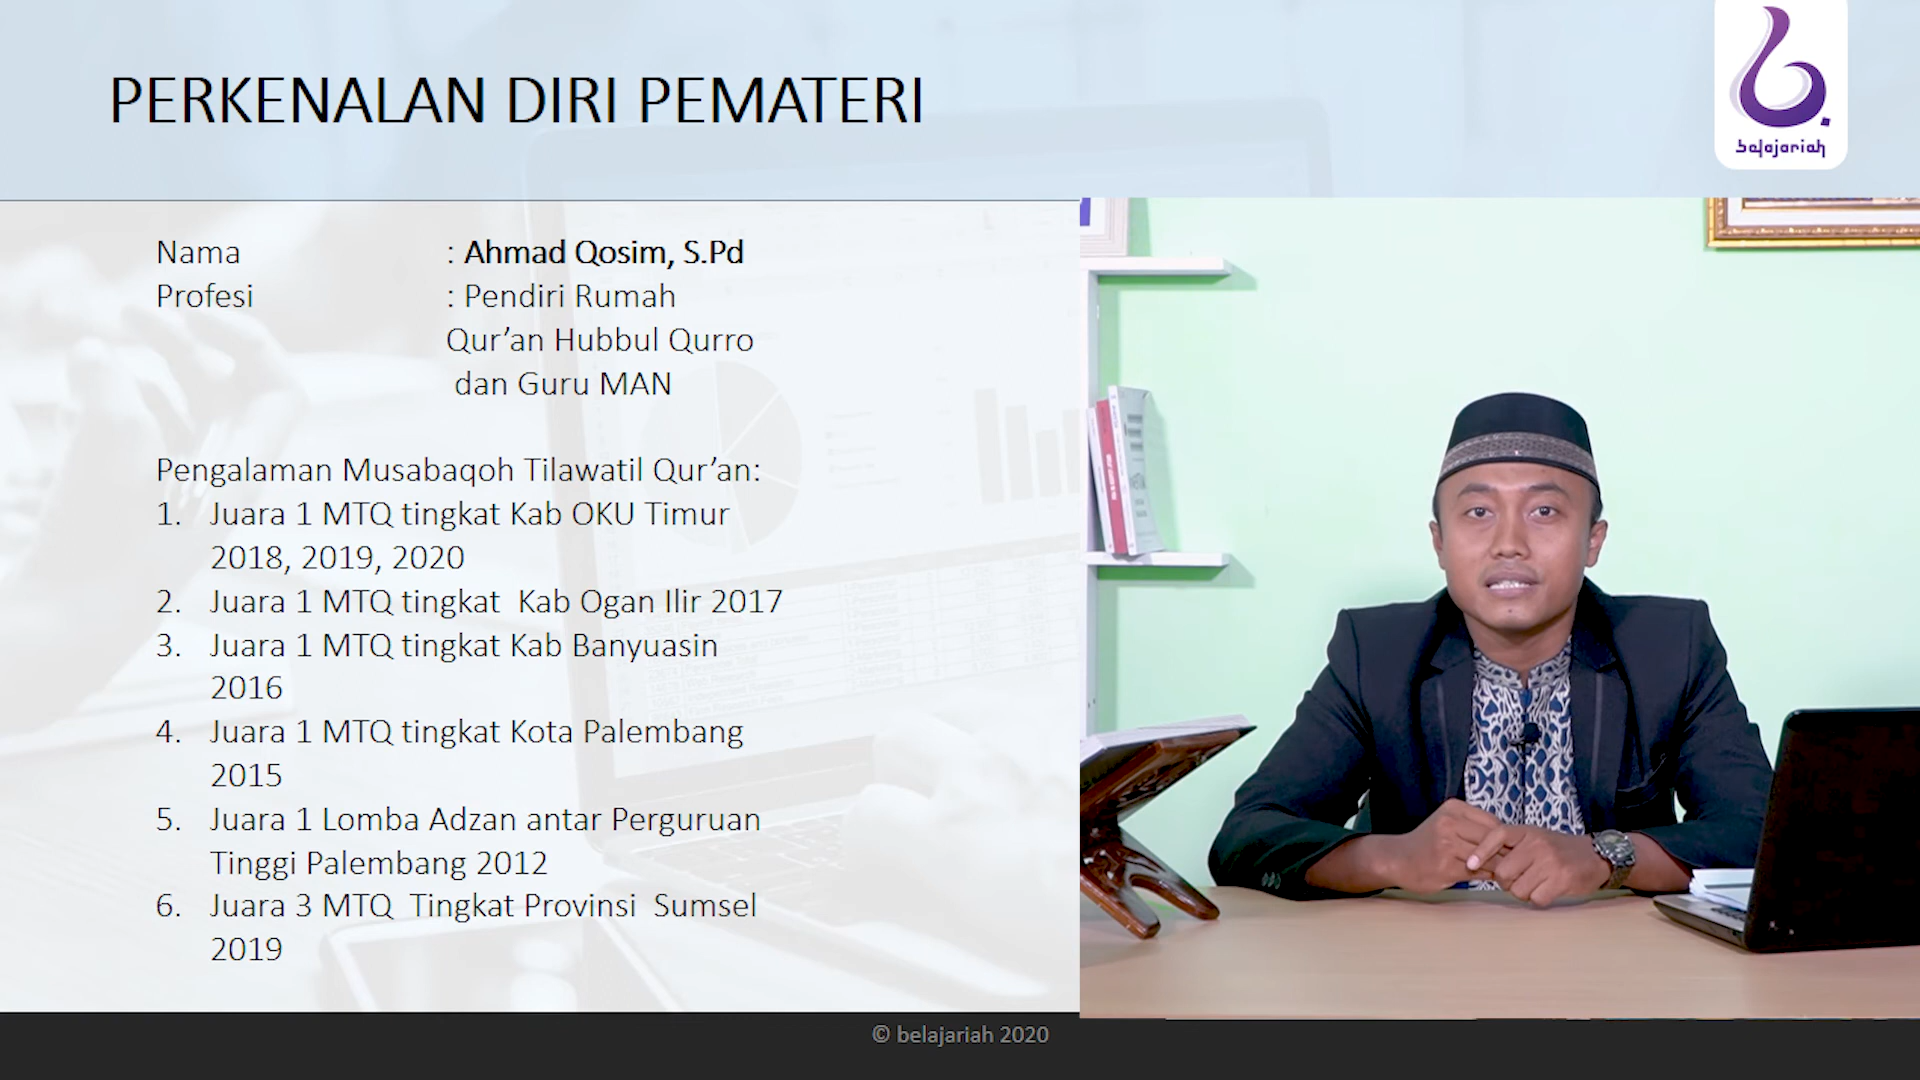 PERKENALAN DIRI PEMATERI
belajariah
Nama : Ahmad Qosim, S.Pd
Profesi : Pendiri Rumah
Qur’an Hubbul Qurro
dan Guru MAN
Pengalaman Musabaqoh Tilawatil Qur’an:
1. Juara 1 MTQ tingkat Kab OKU Timur
2018, 2019, 2020
2. Juara 1 MTQ tingkat Kab Ogan Ilir 2017
3. Juara 1 MTQ tingkat Kab Banyuasin
2016
4. Juara 1 MTQ tingkat Kota Palembang
2015
5. Juara 1 Lomba Adzan antar Perguruan
Tinggi Palembang 2012
6. Juara 3 MTQ Tingkat Provinsi Sumsel
2019
© belajariah 2020